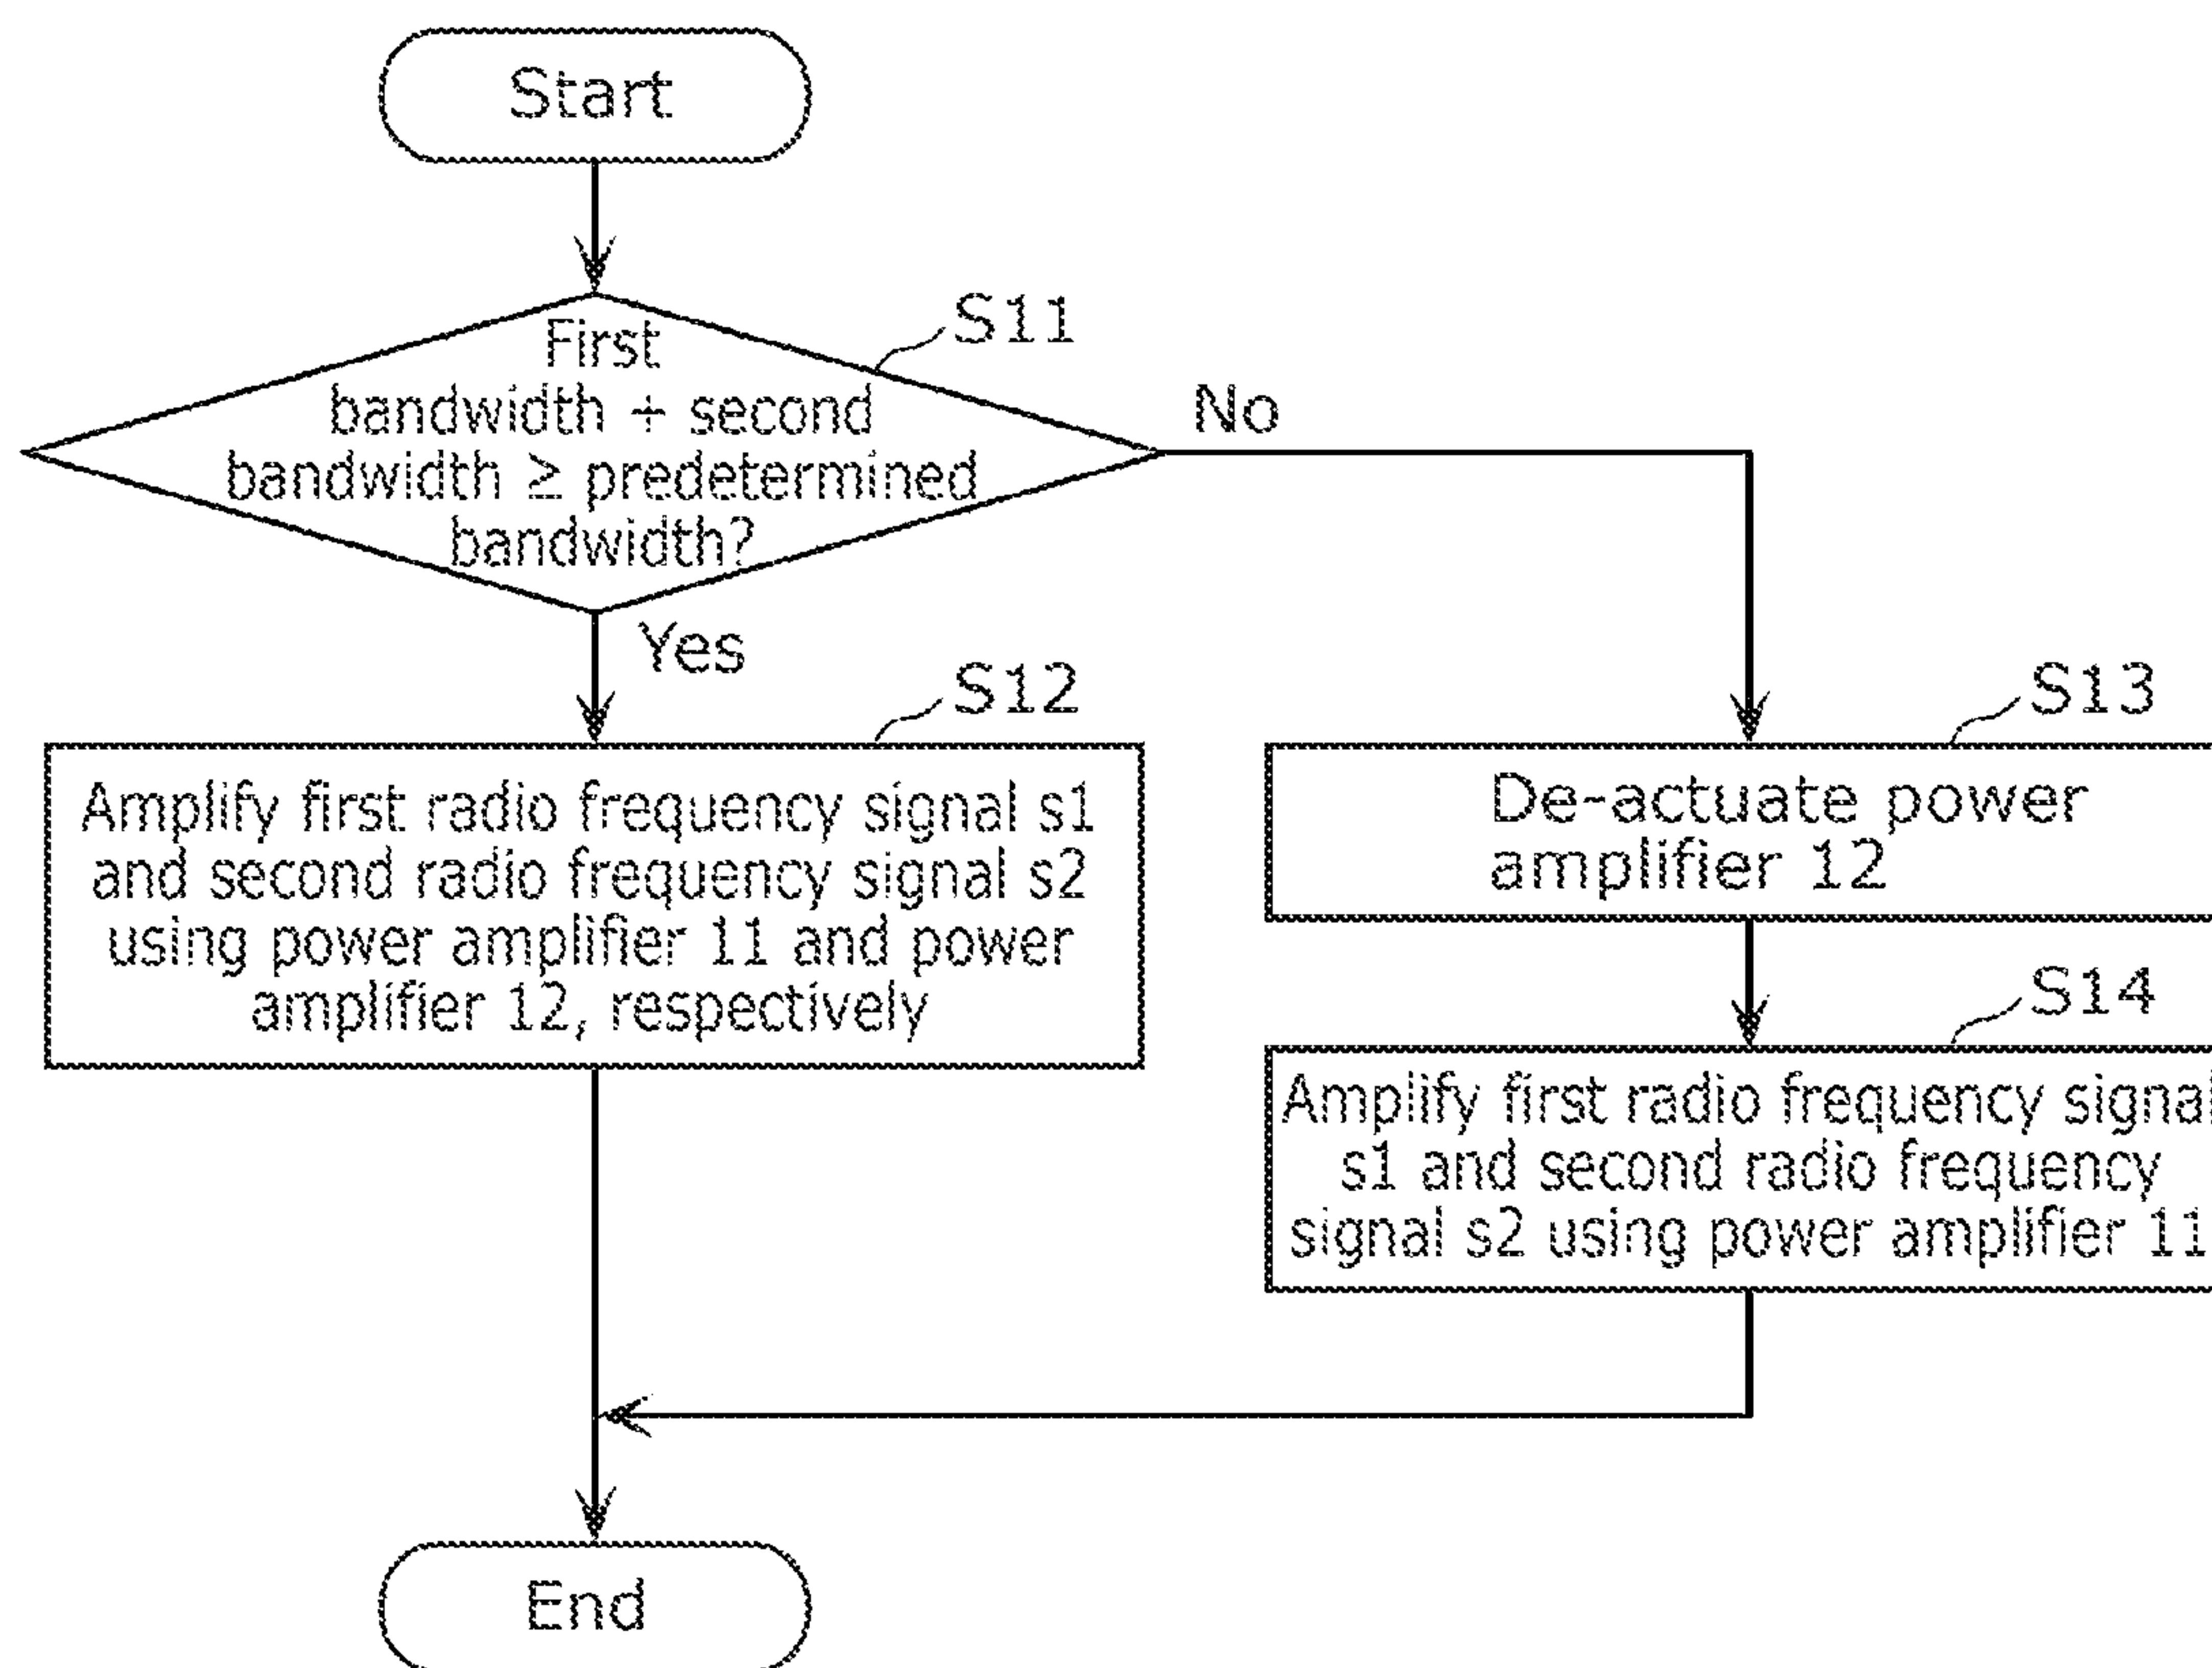 Start
S11
First
bandwidth + second
bandwidth ≥ predetermined
bandwidth?
No
Yes
S12
Amplify first radio frequency signal s1
and second radio frequency signal s2
using power amplifier 11 and power
amplifier 12, respectively
S13
De-actuate power
amplifier 12
S14
Amplify first radio frequency signal
s1 and second radio frequency
signal s2 using power amplifier 11
End